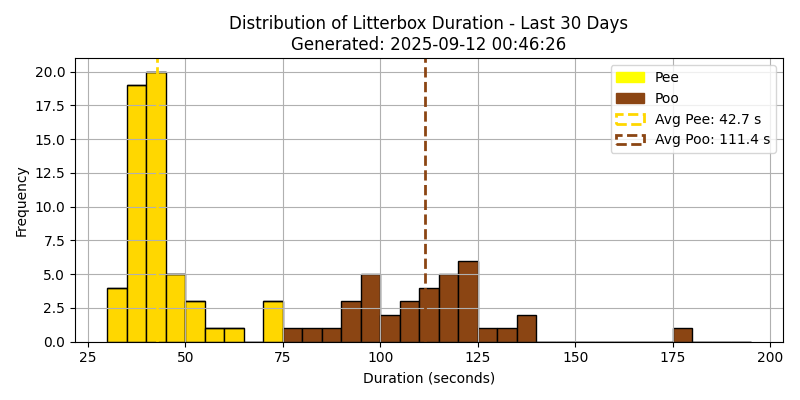 Distribution of Litterbox Duration - Last 30 Days
Generated: 2025-09-12 00:46:26
Pee
Poo
Avg Pee: 42.7 s
Avg Poo: 111.4 s
Frequency
20.0
17.5
15.0
12.5
10.0
7.5
5.0
2.5
0.0
25 50 75 100 125 150 175 200
Duration (seconds)